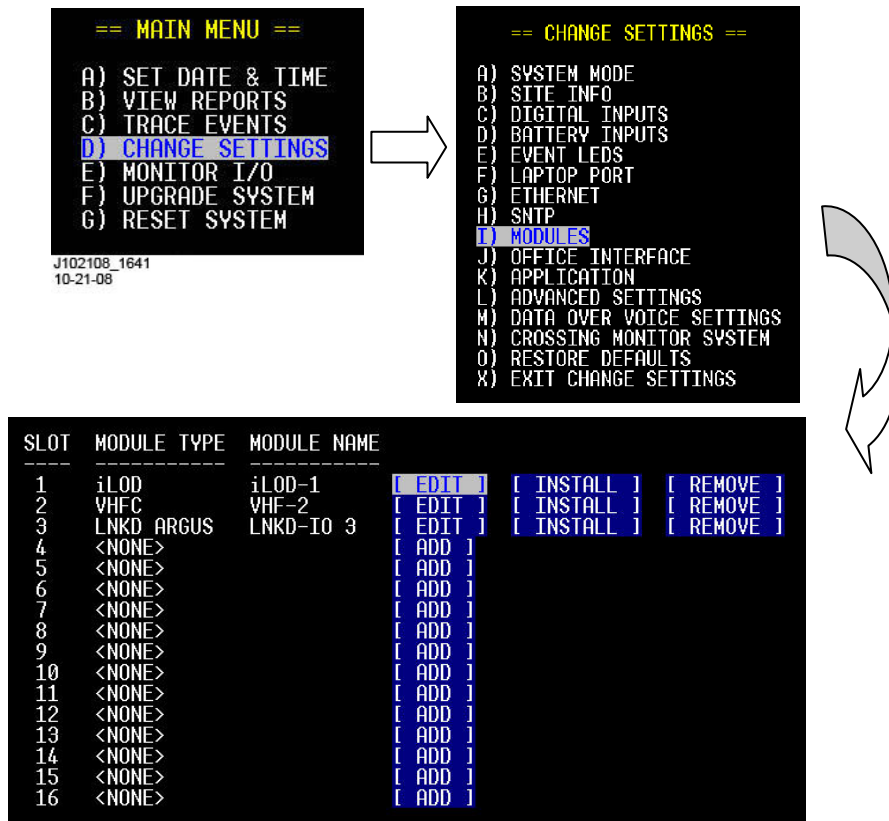 == MAIN MENU ==
A) SET DATE & TIME
B) VIEW REPORTS
C) TRACE EVENTS
D) CHANGE SETTINGS
E) MONITOR I/O
F) UPGRADE SYSTEM
G) RESET SYSTEM
J102108_1641
10-21-08
== CHANGE SETTINGS ==
A) SYSTEM MODE
B) SITE INFO
C) DIGITAL INPUTS
D) BATTERY INPUTS
E) EVENT LEDS
F) LAPTOP PORT
G) ETHERNET
H) SNTP
I) MODULES
J) OFFICE INTERFACE
K) APPLICATION
L) ADVANCED SETTINGS
M) DATA OVER VOICE SETTINGS
N) CROSSING MONITOR SYSTEM
O) RESTORE DEFAULTS
X) EXIT CHANGE SETTINGS
SLOT MODULE TYPE MODULE NAME
---- ----------- -----------
1 iLOD iLOD-1 [ EDIT ] [ INSTALL ] [ REMOVE ]
2 VHFC VHF-2 [ EDIT ] [ INSTALL ] [ REMOVE ]
3 LNKD ARGUS LNKD-IO 3 [ EDIT ] [ INSTALL ] [ REMOVE ]
4 <NONE> [ ADD ]
5 <NONE> [ ADD ]
6 <NONE> [ ADD ]
7 <NONE> [ ADD ]
8 <NONE> [ ADD ]
9 <NONE> [ ADD ]
10 <NONE> [ ADD ]
11 <NONE> [ ADD ]
12 <NONE> [ ADD ]
13 <NONE> [ ADD ]
14 <NONE> [ ADD ]
15 <NONE> [ ADD ]
16 <NONE> [ ADD ]